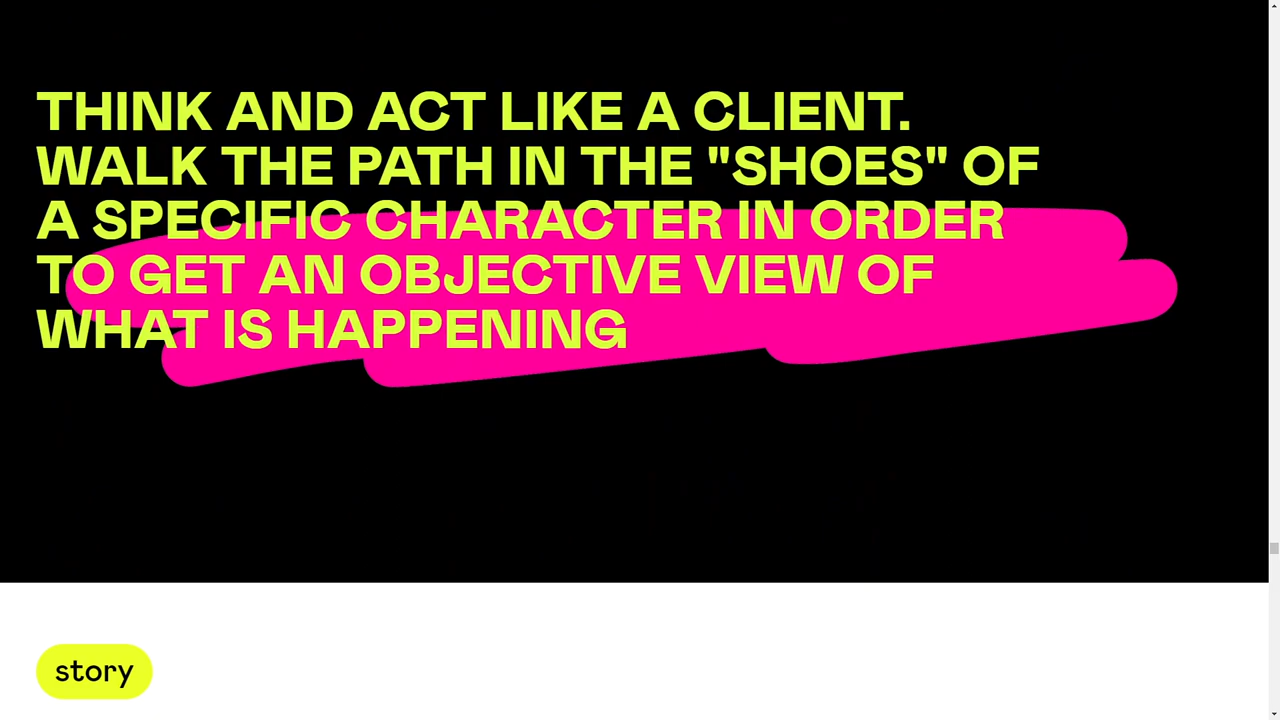 THINK AND ACT LIKE A CLIENT.
WALK THE PATH IN THE "SHOES" OF
A SPECIFIC CHARACTER IN ORDER
TO GET AN OBJECTIVE VIEW OF
WHAT IS HAPPENING
story